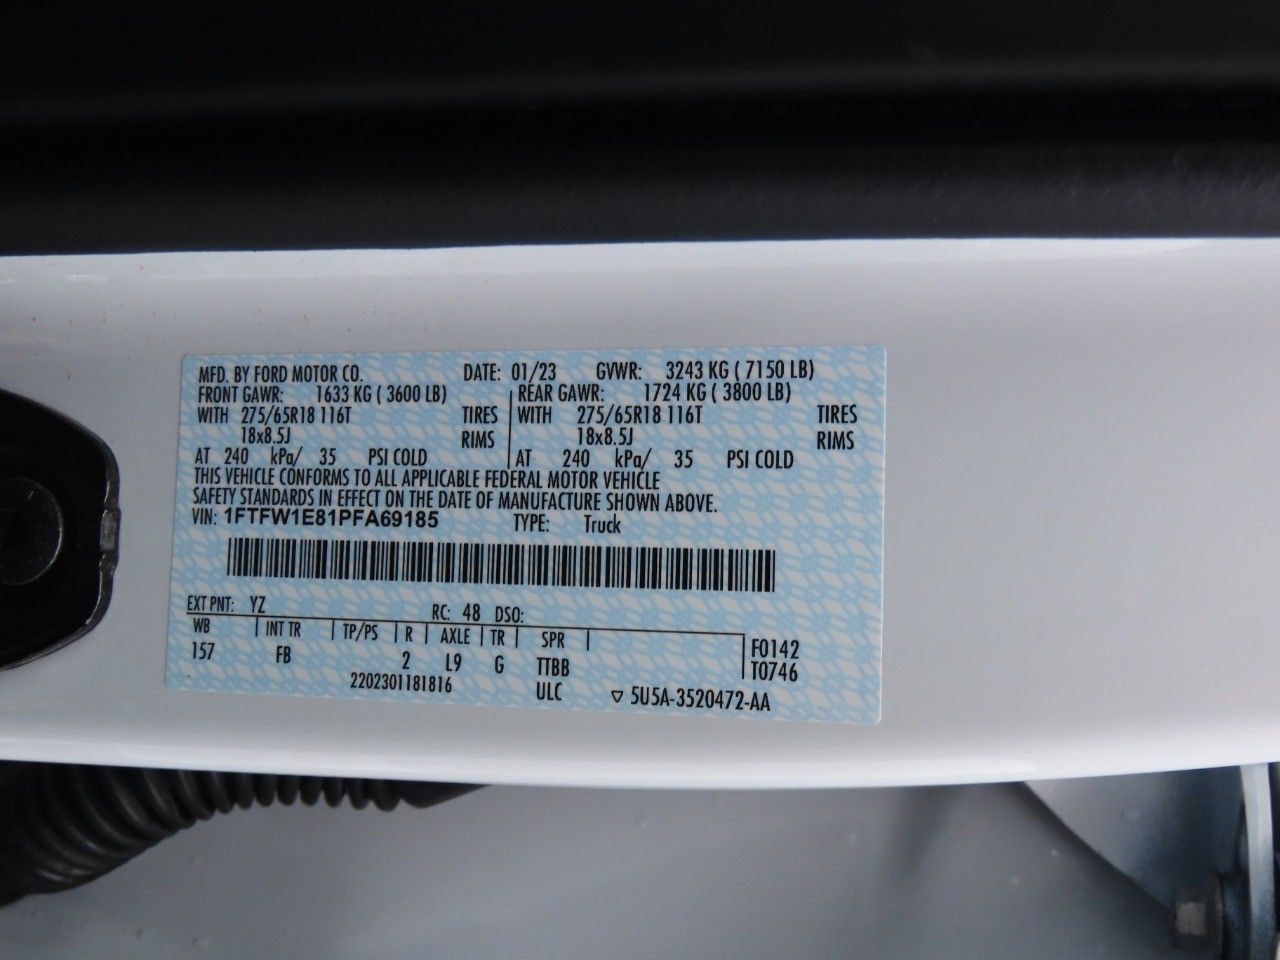 MFD. BY FORD MOTOR CO. DATE: 01/23 GVWR: 3243 KG ( 7150 LB)
FRONT GAWR: 1633 KG ( 3600 LB) REAR GAWR: 1724 KG ( 3800 LB)
WITH 275/65R18 116T TIRES WITH 275/65R18 116T TIRES
18x8.5J RIMS 18x8.5J RIMS
AT 240 kPa/ 35 PSI COLD AT 240 kPa/ 35 PSI COLD
THIS VEHICLE CONFORMS TO ALL APPLICABLE FEDERAL MOTOR VEHICLE
SAFETY STANDARDS IN EFFECT ON THE DATE OF MANUFACTURE SHOWN ABOVE.
VIN: 1FTFW1E81PFA69185 TYPE: Truck
EXT PNT: YZ RC: 48 DSO:
WB INT TR TP/PS R AXLE TR SPR F0142
157 FB 2 L9 G TTBB T0746
2202301181816 ULC ▽ 5U5A-3520472-AA